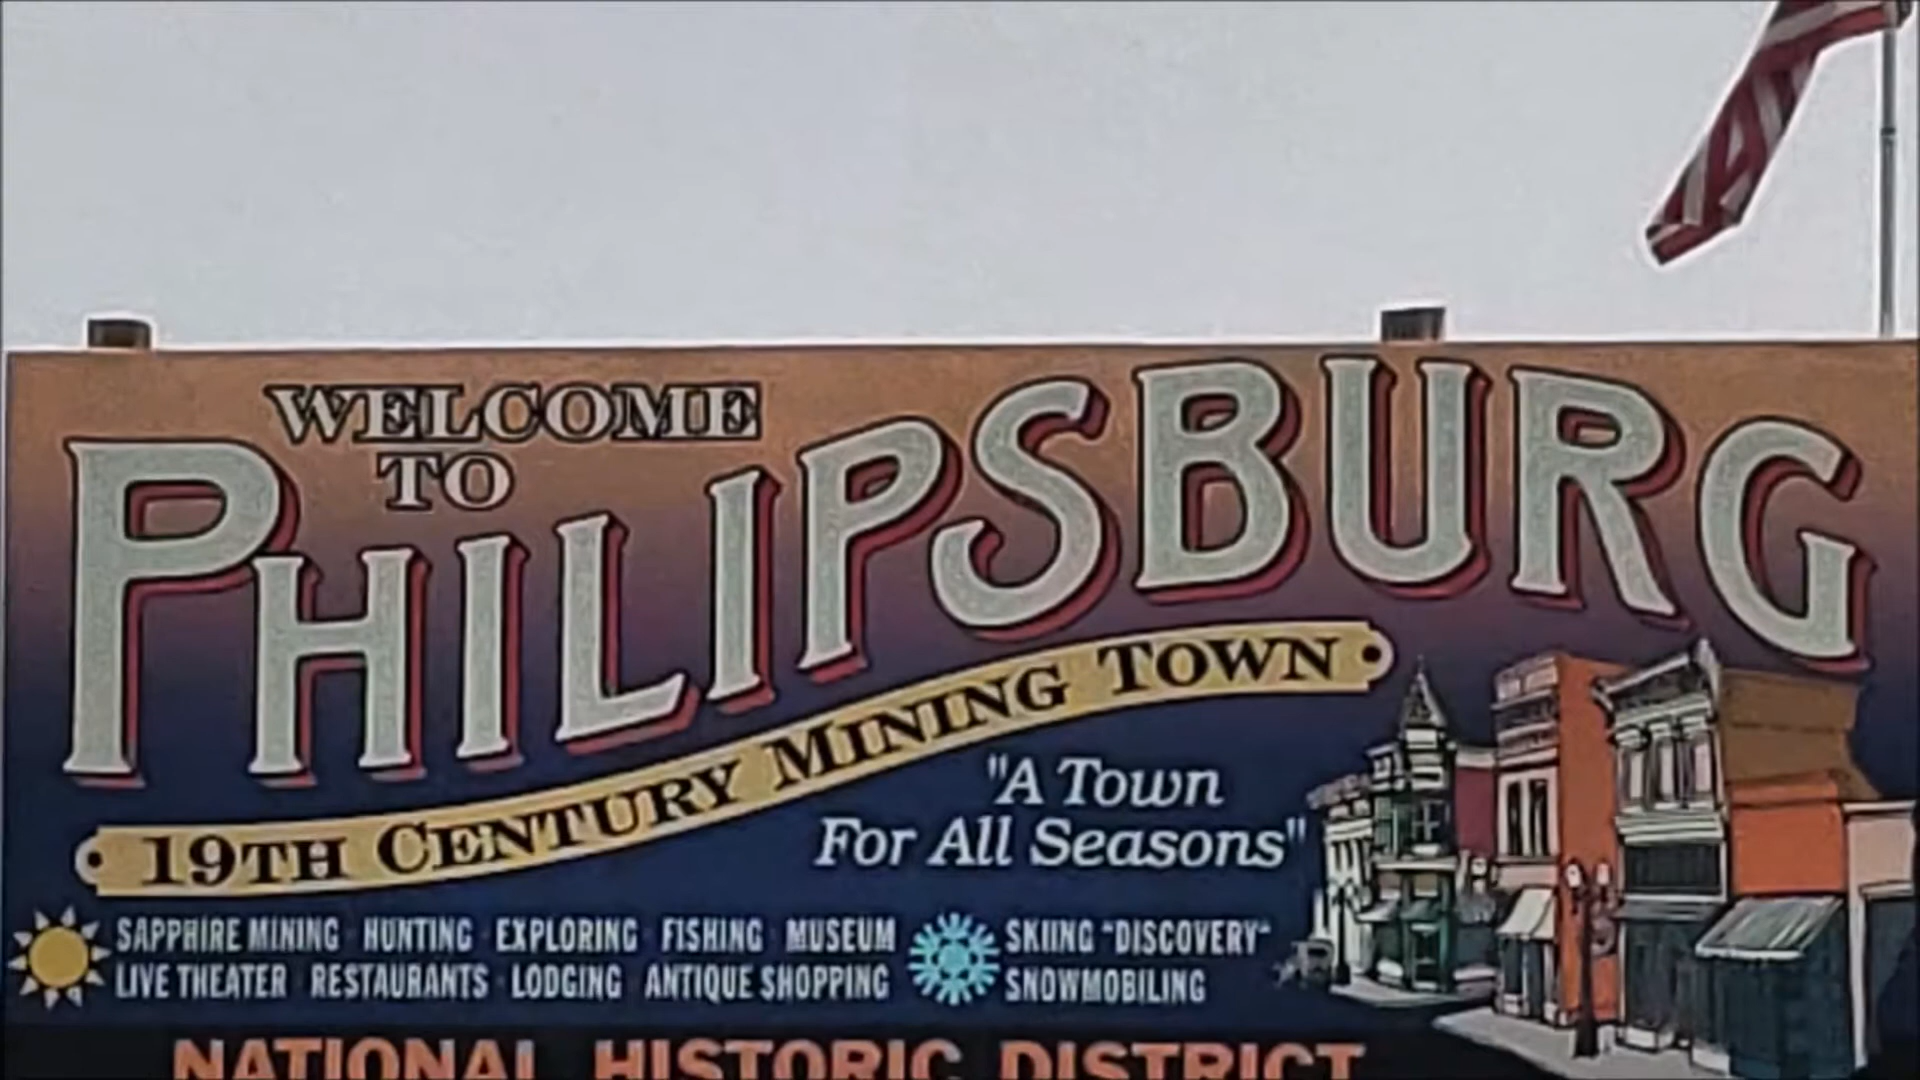 WELCOME
TO
PHILIPSBURG
19TH CENTURY MINING TOWN
"A Town
For All Seasons"
SAPPHIRE MINING HUNTING EXPLORING FISHING MUSEUM
LIVE THEATER RESTAURANTS LODGING ANTIQUE SHOPPING
SKIING "DISCOVERY"
SNOWMOBILING
NATIONAL HISTORIC DISTRICT